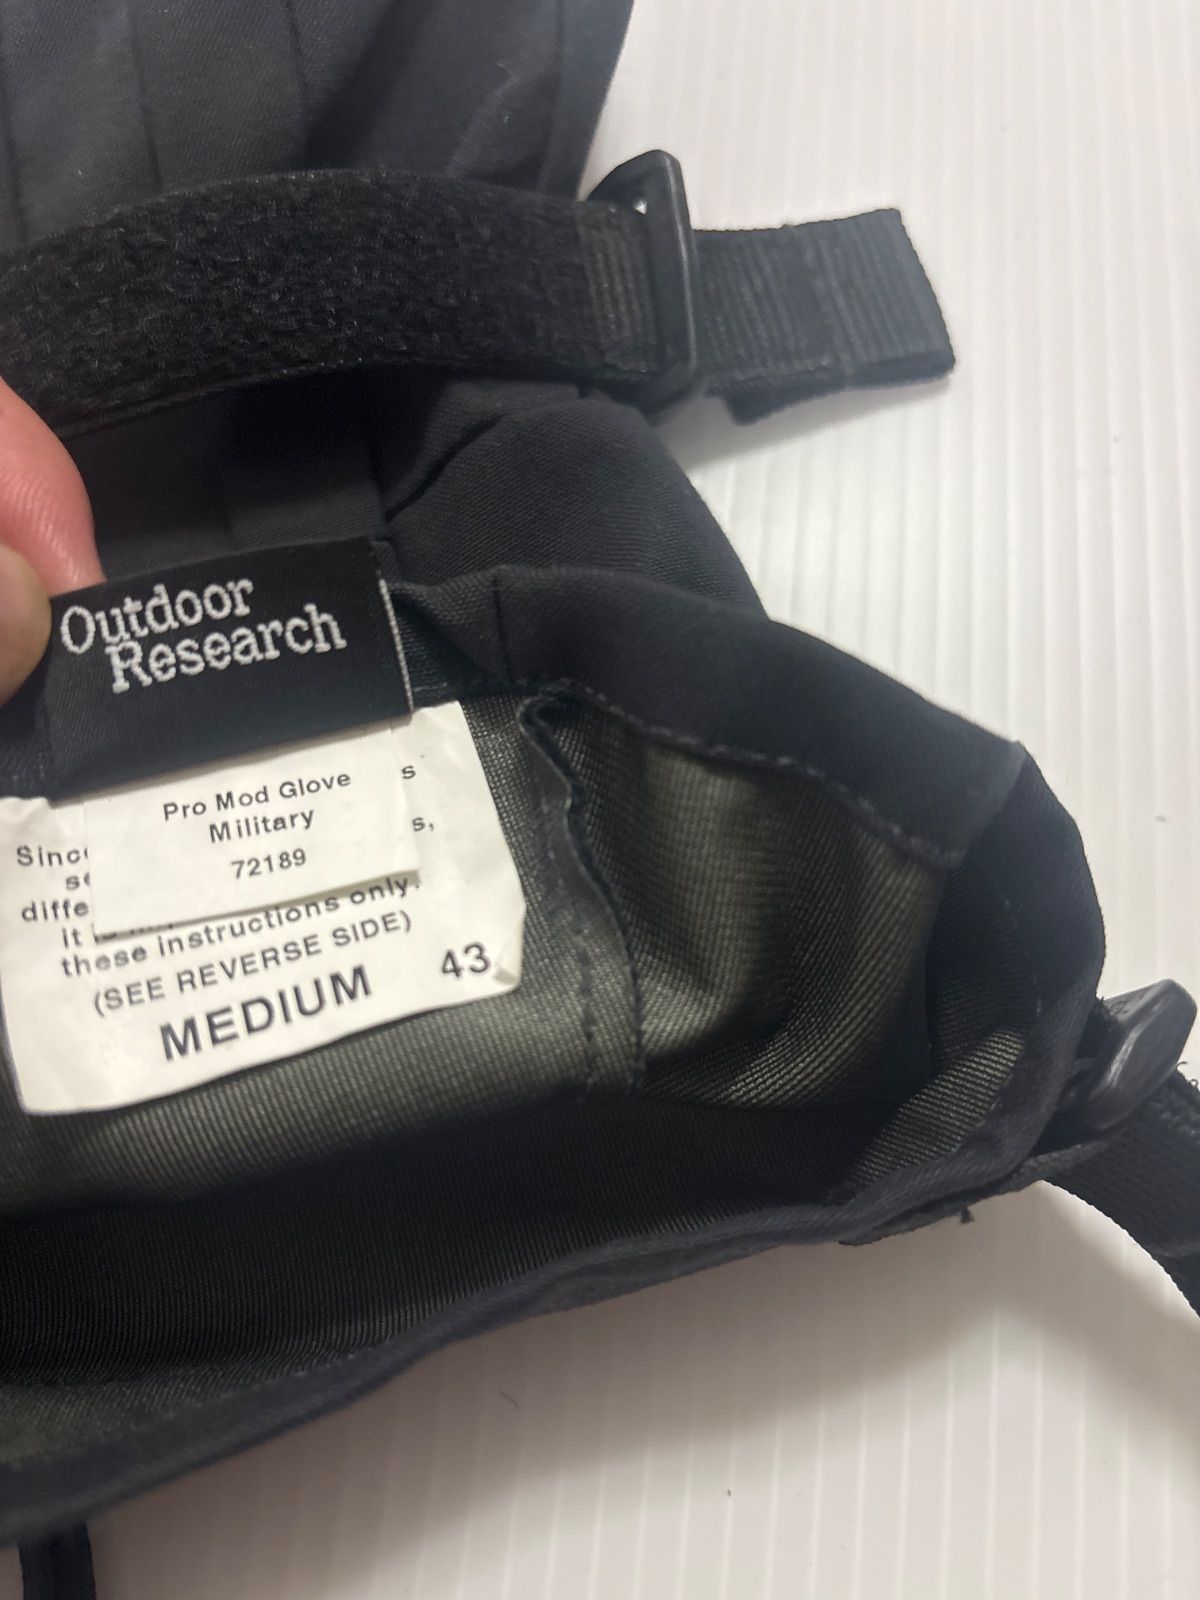 Outdoor
Research
Pro Mod Glove
Military
72189
s
s,
these instructions only.
(SEE REVERSE SIDE)
MEDIUM 43